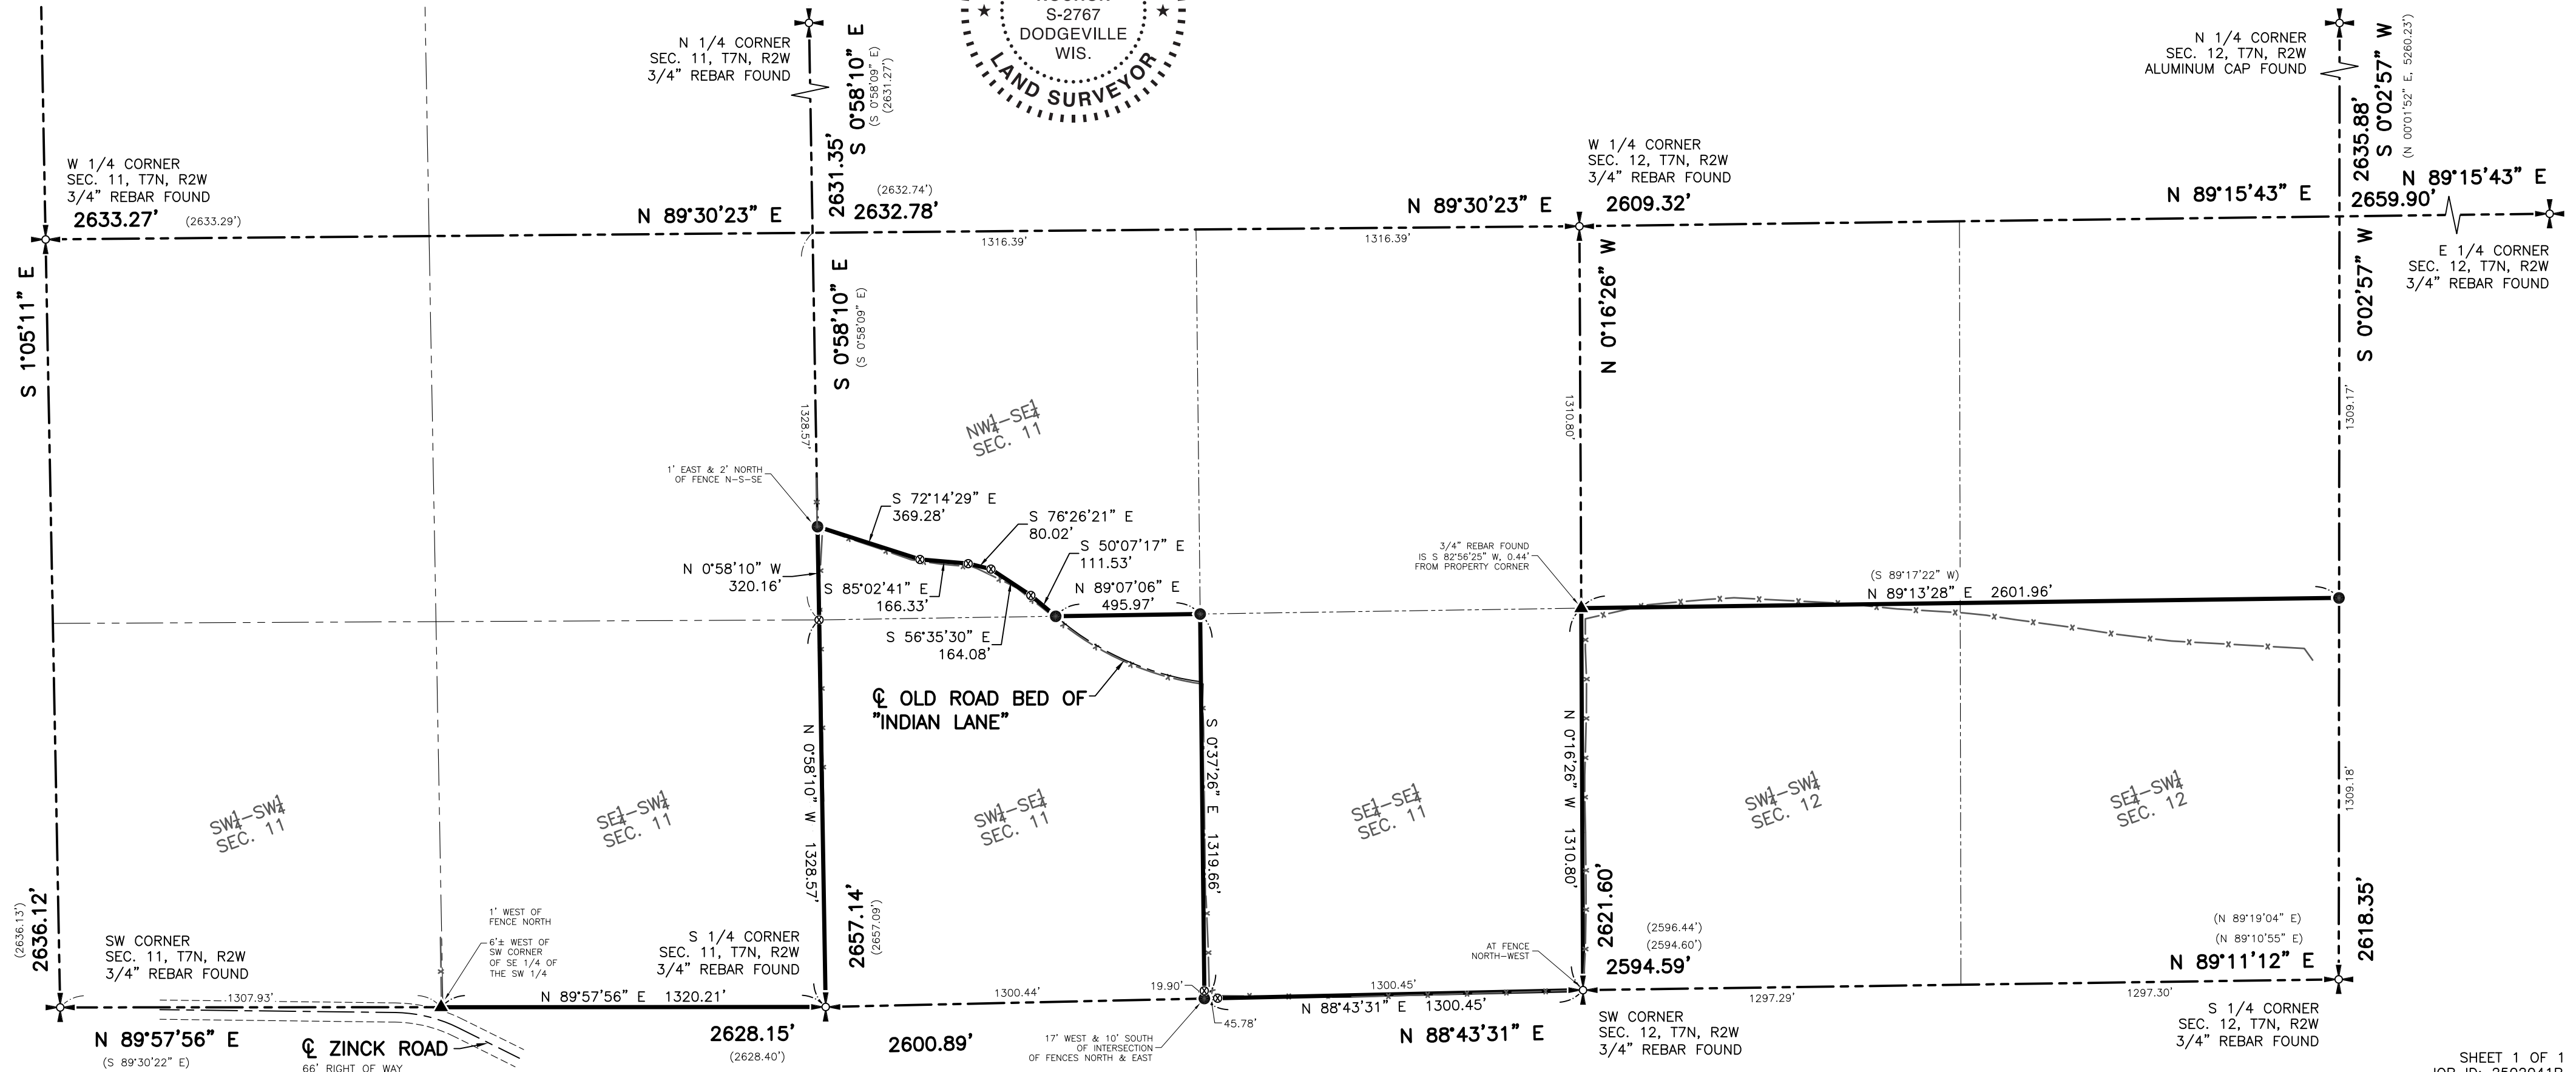 S-2767
DODGEVILLE
WIS.
LAND SURVEYOR
N 1/4 CORNER
SEC. 11, T7N, R2W
3/4" REBAR FOUND
S 0°58'10" E
(S 0°58'09" E)
(2631.27')
2631.35'
N 1/4 CORNER
SEC. 12, T7N, R2W
ALUMINUM CAP FOUND
S 0°02'57" W
(N 00°01'52" E, 5260.23')
2635.88'
W 1/4 CORNER
SEC. 11, T7N, R2W
3/4" REBAR FOUND
2633.27'
(2633.29')
N 89°30'23" E
(2632.74')
2632.78'
N 89°30'23" E
W 1/4 CORNER
SEC. 12, T7N, R2W
3/4" REBAR FOUND
2609.32'
N 89°15'43" E
2659.90'
N 89°15'43" E
E 1/4 CORNER
SEC. 12, T7N, R2W
3/4" REBAR FOUND
1316.39'
1316.39'
S 1°05'11" E
S 0°58'10" E
(S 0°58'09" E)
N 0°16'26" W
S 0°02'57" W
1328.57'
1310.80'
1309.17'
NW¼-SE¼
SEC. 11
1' EAST & 2' NORTH
OF FENCE N-S-SE
S 72°14'29" E
369.28'
S 76°26'21" E
80.02'
S 50°07'17" E
111.53'
N 0°58'10" W
320.16'
S 85°02'41" E
166.33'
N 89°07'06" E
495.97'
S 56°35'30" E
164.08'
3/4" REBAR FOUND
IS S 82°56'25" W, 0.44'
FROM PROPERTY CORNER
(S 89°17'22" W)
N 89°13'28" E 2601.96'
℄ OLD ROAD BED OF
"INDIAN LANE"
N 0°58'10" W 1328.57'
S 0°37'26" E 1319.66'
N 0°16'26" W 1310.80'
1309.18'
SW¼-SW¼
SEC. 11
SE¼-SW¼
SEC. 11
SW¼-SE¼
SEC. 11
SE¼-SE¼
SEC. 11
SW¼-SW¼
SEC. 12
SE¼-SW¼
SEC. 12
(2636.13')
2636.12'
SW CORNER
SEC. 11, T7N, R2W
3/4" REBAR FOUND
1' WEST OF
FENCE NORTH
6'± WEST OF
SW CORNER
OF SE 1/4 OF
THE SW 1/4
S 1/4 CORNER
SEC. 11, T7N, R2W
3/4" REBAR FOUND
2657.14'
(2657.09')
AT FENCE
NORTH-WEST
2621.60'
(2596.44')
(2594.60')
2594.59'
(N 89°19'04" E)
(N 89°10'55" E)
N 89°11'12" E
2618.35'
1307.93'
N 89°57'56" E 1320.21'
1300.44'
19.90'
1300.45'
N 88°43'31" E 1300.45'
45.78'
1297.29'
1297.30'
N 89°57'56" E
(S 89°30'22" E)
℄ ZINCK ROAD
66' RIGHT OF WAY
2628.15'
(2628.40')
2600.89'
17' WEST & 10' SOUTH
OF INTERSECTION
OF FENCES NORTH & EAST
N 88°43'31" E
SW CORNER
SEC. 12, T7N, R2W
3/4" REBAR FOUND
S 1/4 CORNER
SEC. 12, T7N, R2W
3/4" REBAR FOUND
SHEET 1 OF 1